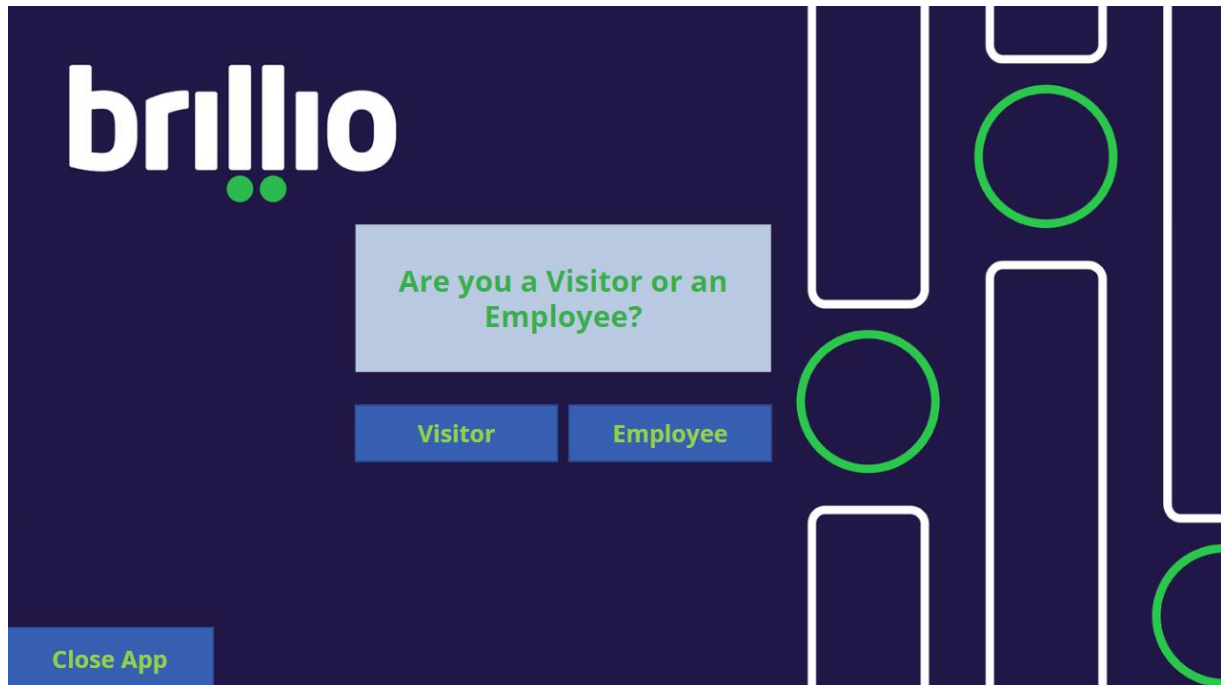 brillio
Are you a Visitor or an
Employee?
Visitor
Employee
Close App